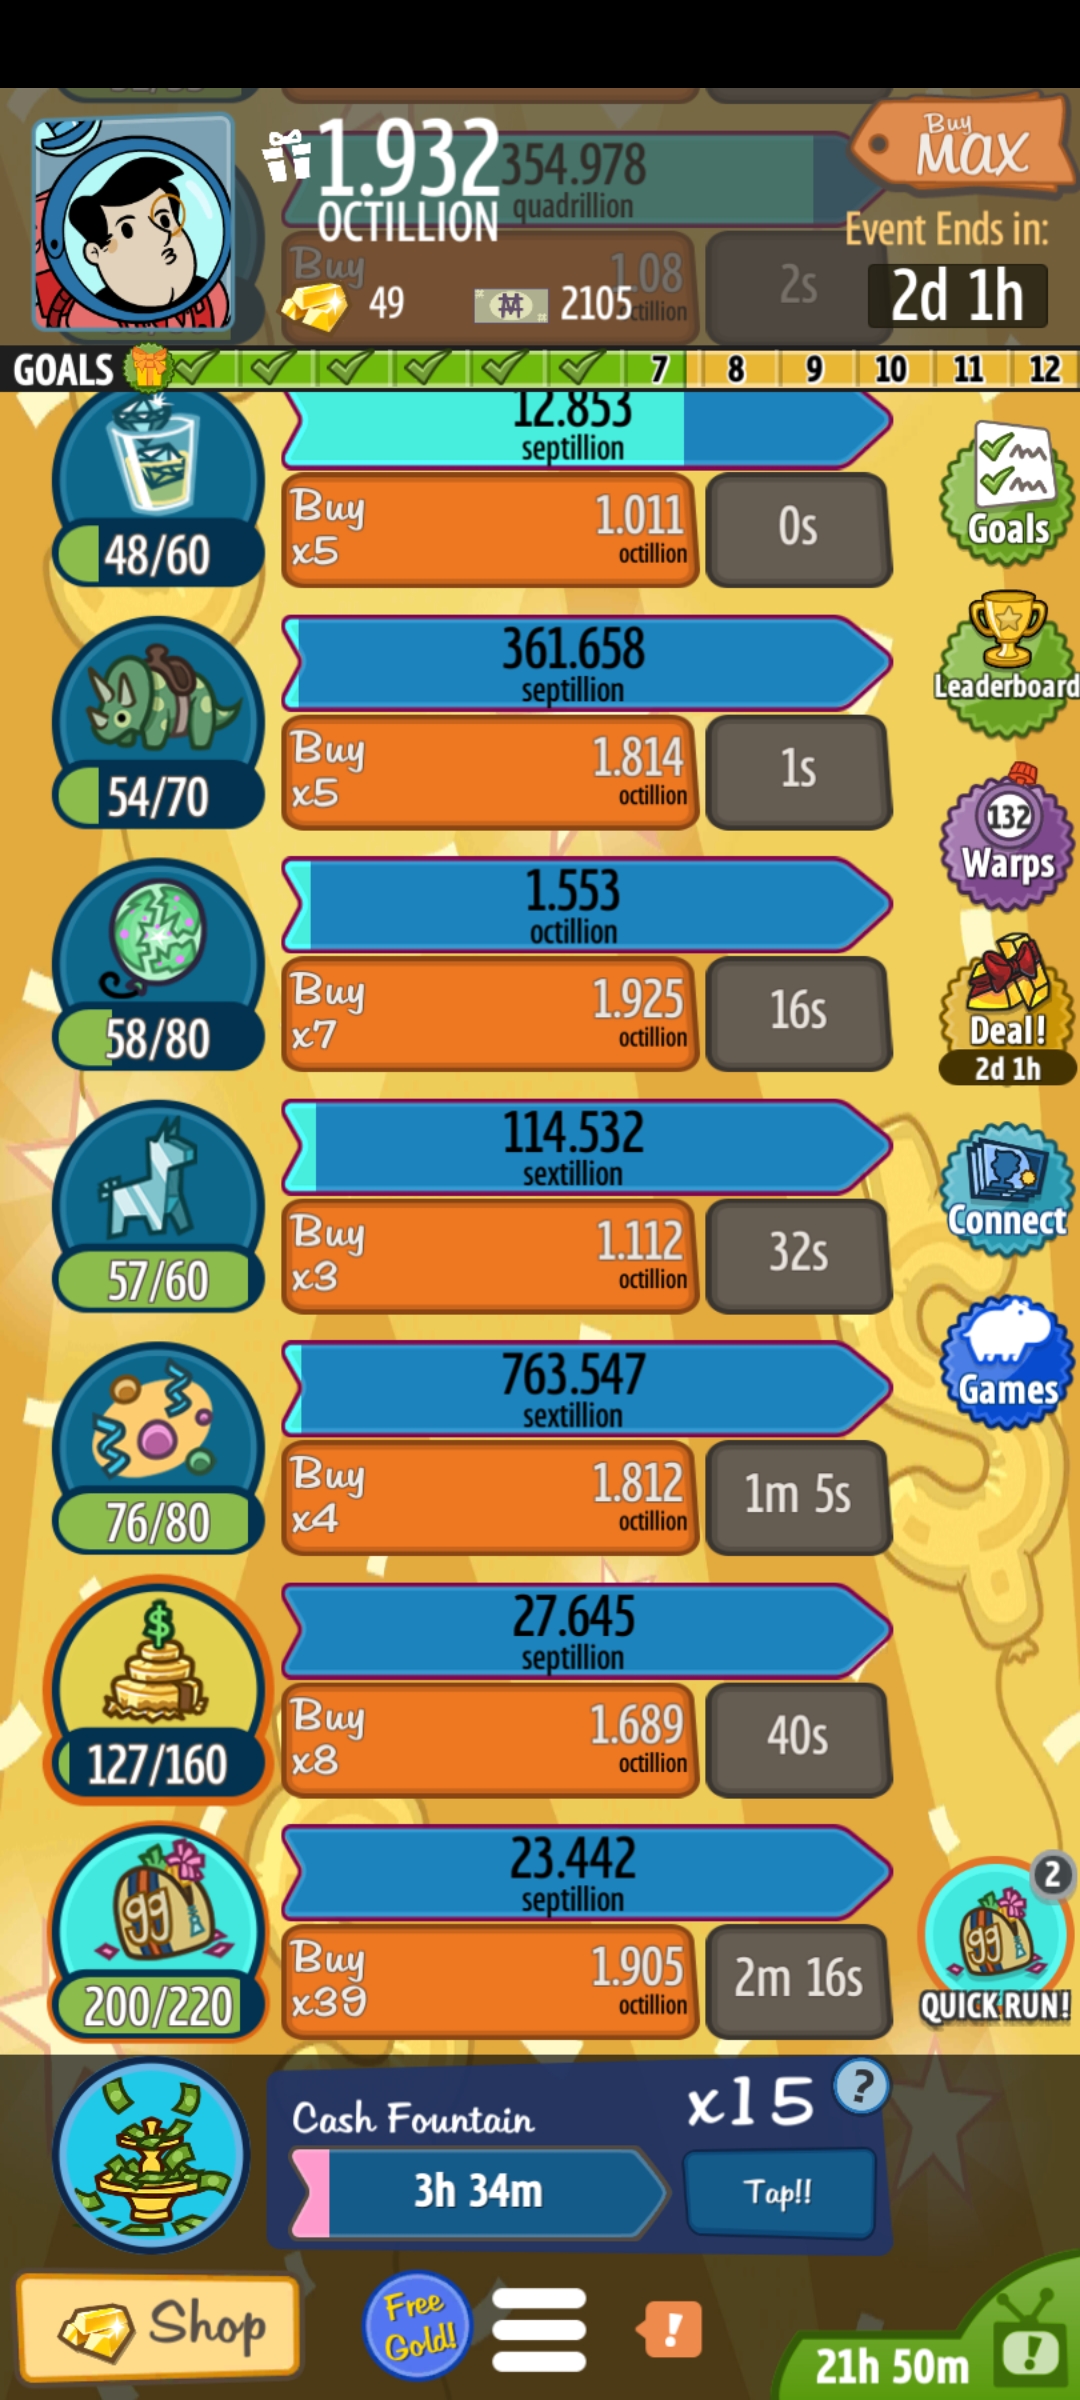 1.932
OCTILLION
354.978
quadrillion
Buy
1.08
2s
49
2105
Buy
MAX
Event Ends in:
2d 1h
GOALS
7 8 9 10 11 12
12.853
septillion
48/60
Buy
x5
1.011
octillion
0s
Goals
361.658
septillion
54/70
Buy
x5
1.814
octillion
1s
Leaderboard
132
Warps
1.553
octillion
58/80
Buy
x7
1.925
octillion
16s
Deal!
2d 1h
114.532
sextillion
57/60
Buy
x3
1.112
octillion
32s
Connect
763.547
sextillion
76/80
Buy
x4
1.812
octillion
1m 5s
Games
$
27.645
septillion
127/160
Buy
x8
1.689
octillion
40s
gg
23.442
septillion
200/220
Buy
x39
1.905
octillion
2m 16s
2
gg
QUICK RUN!
Cash Fountain
x15
?
3h 34m
Tap!!
Shop
Free
Gold!
!
21h 50m
!